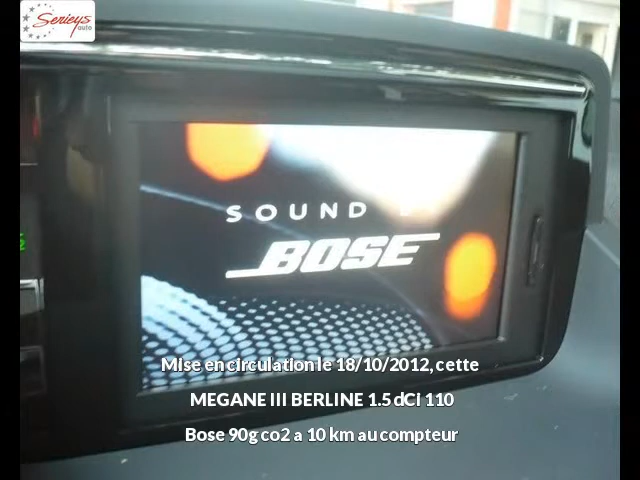 Serieys
auto
SOUND
BOSE
Mise en circulation le 18/10/2012, cette
MEGANE III BERLINE 1.5 dCi 110
Bose 90g co2 a 10 km au compteur